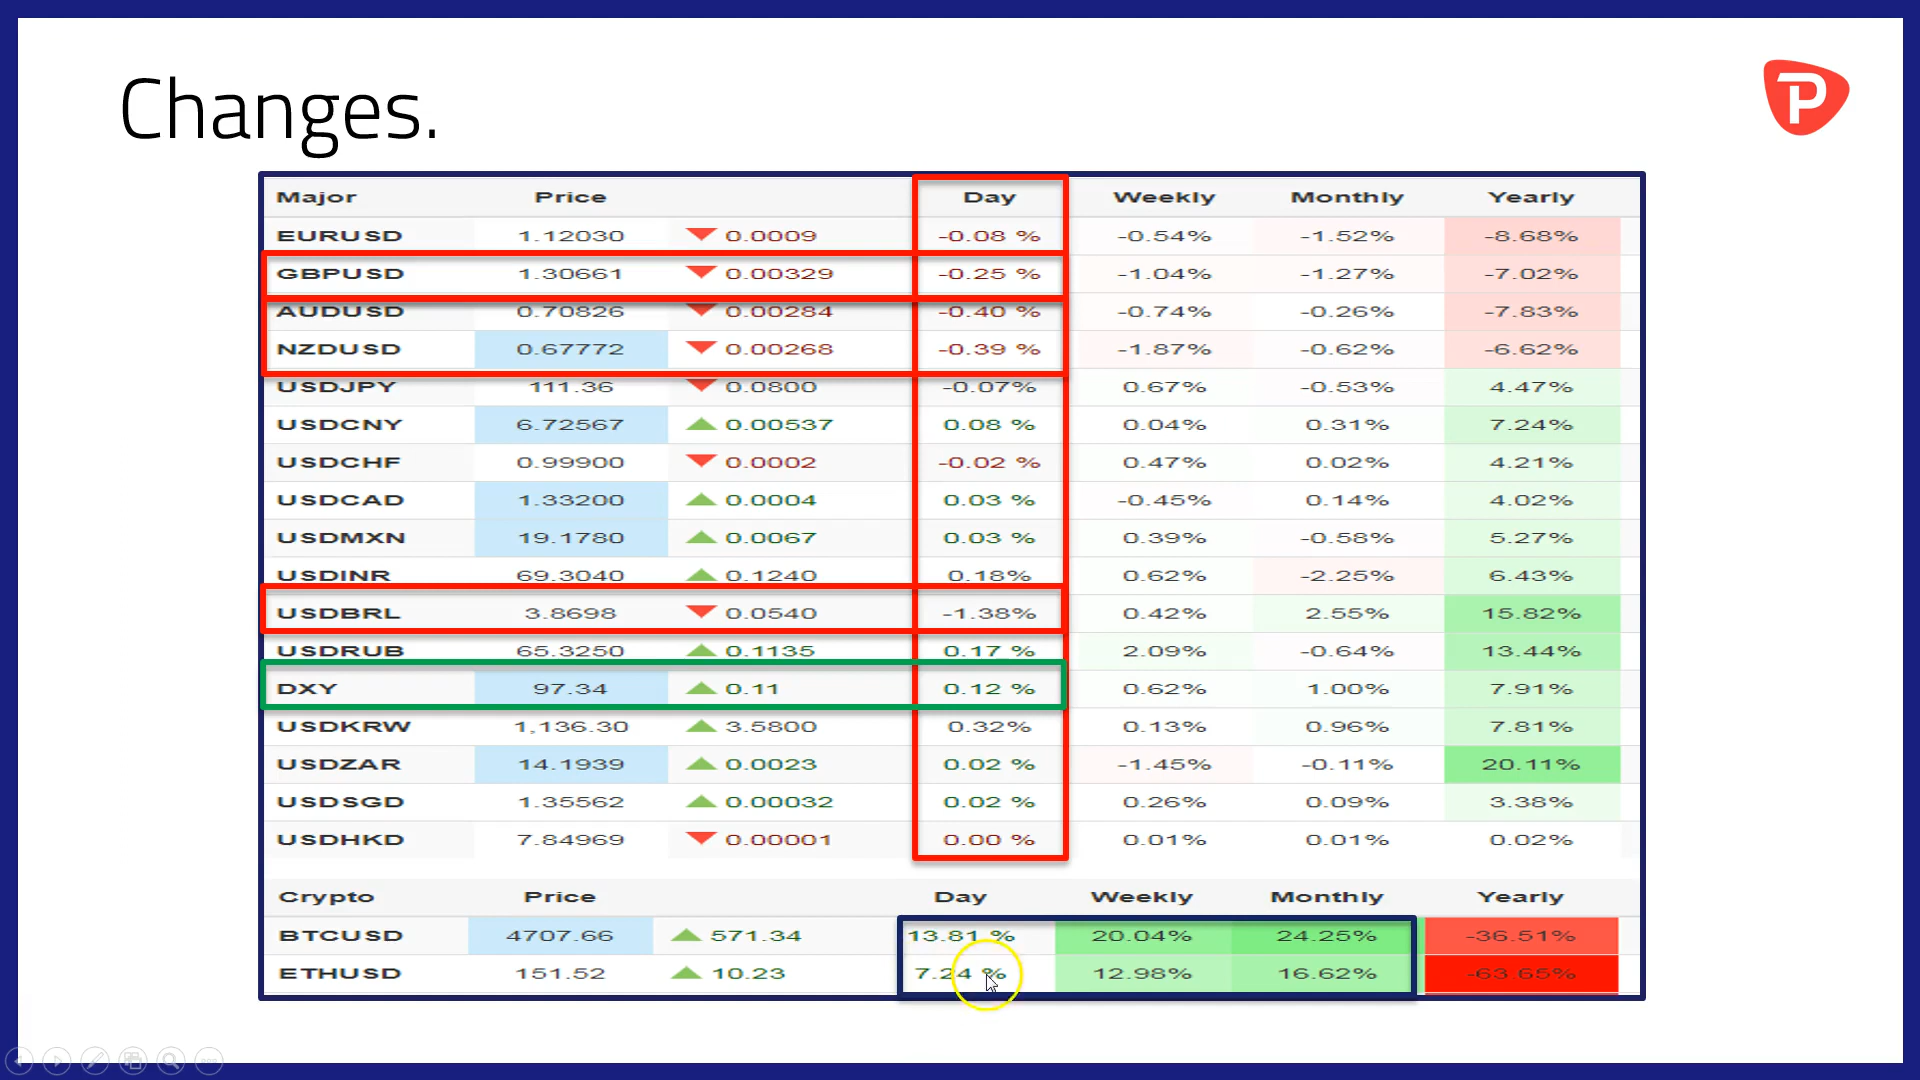 Changes.
P
Major Price Day Weekly Monthly Yearly
EURUSD 1.12030 0.0009 -0.08 % -0.54% -1.52% -8.68%
GBPUSD 1.30661 0.00329 -0.25 % -1.04% -1.27% -7.02%
AUDUSD 0.70826 0.00284 -0.40 % -0.74% -0.26% -7.83%
NZDUSD 0.67772 0.00268 -0.39 % -1.87% -0.62% -6.62%
USDJPY 111.36 0.0800 -0.07% 0.67% -0.53% 4.47%
USDCNY 6.72567 0.00537 0.08 % 0.04% 0.31% 7.24%
USDCHF 0.99900 0.0002 -0.02 % 0.47% 0.02% 4.21%
USDCAD 1.33200 0.0004 0.03 % -0.45% 0.14% 4.02%
USDMXN 19.1780 0.0067 0.03 % 0.39% -0.58% 5.27%
USDINR 69.3040 0.1240 0.18% 0.62% -2.25% 6.43%
USDBRL 3.8698 0.0540 -1.38% 0.42% 2.55% 15.82%
USDRUB 65.3250 0.1135 0.17 % 2.09% -0.64% 13.44%
DXY 97.34 0.11 0.12 % 0.62% 1.00% 7.91%
USDKRW 1,136.30 3.5800 0.32% 0.13% 0.96% 7.81%
USDZAR 14.1939 0.0023 0.02 % -1.45% -0.11% 20.11%
USDSGD 1.35562 0.00032 0.02 % 0.26% 0.09% 3.38%
USDHKD 7.84969 0.00001 0.00 % 0.01% 0.01% 0.02%
Crypto Price Day Weekly Monthly Yearly
BTCUSD 4707.66 571.34 13.81 % 20.04% 24.25% -36.51%
ETHUSD 151.52 10.23 7.24 % 12.98% 16.62% -63.65%